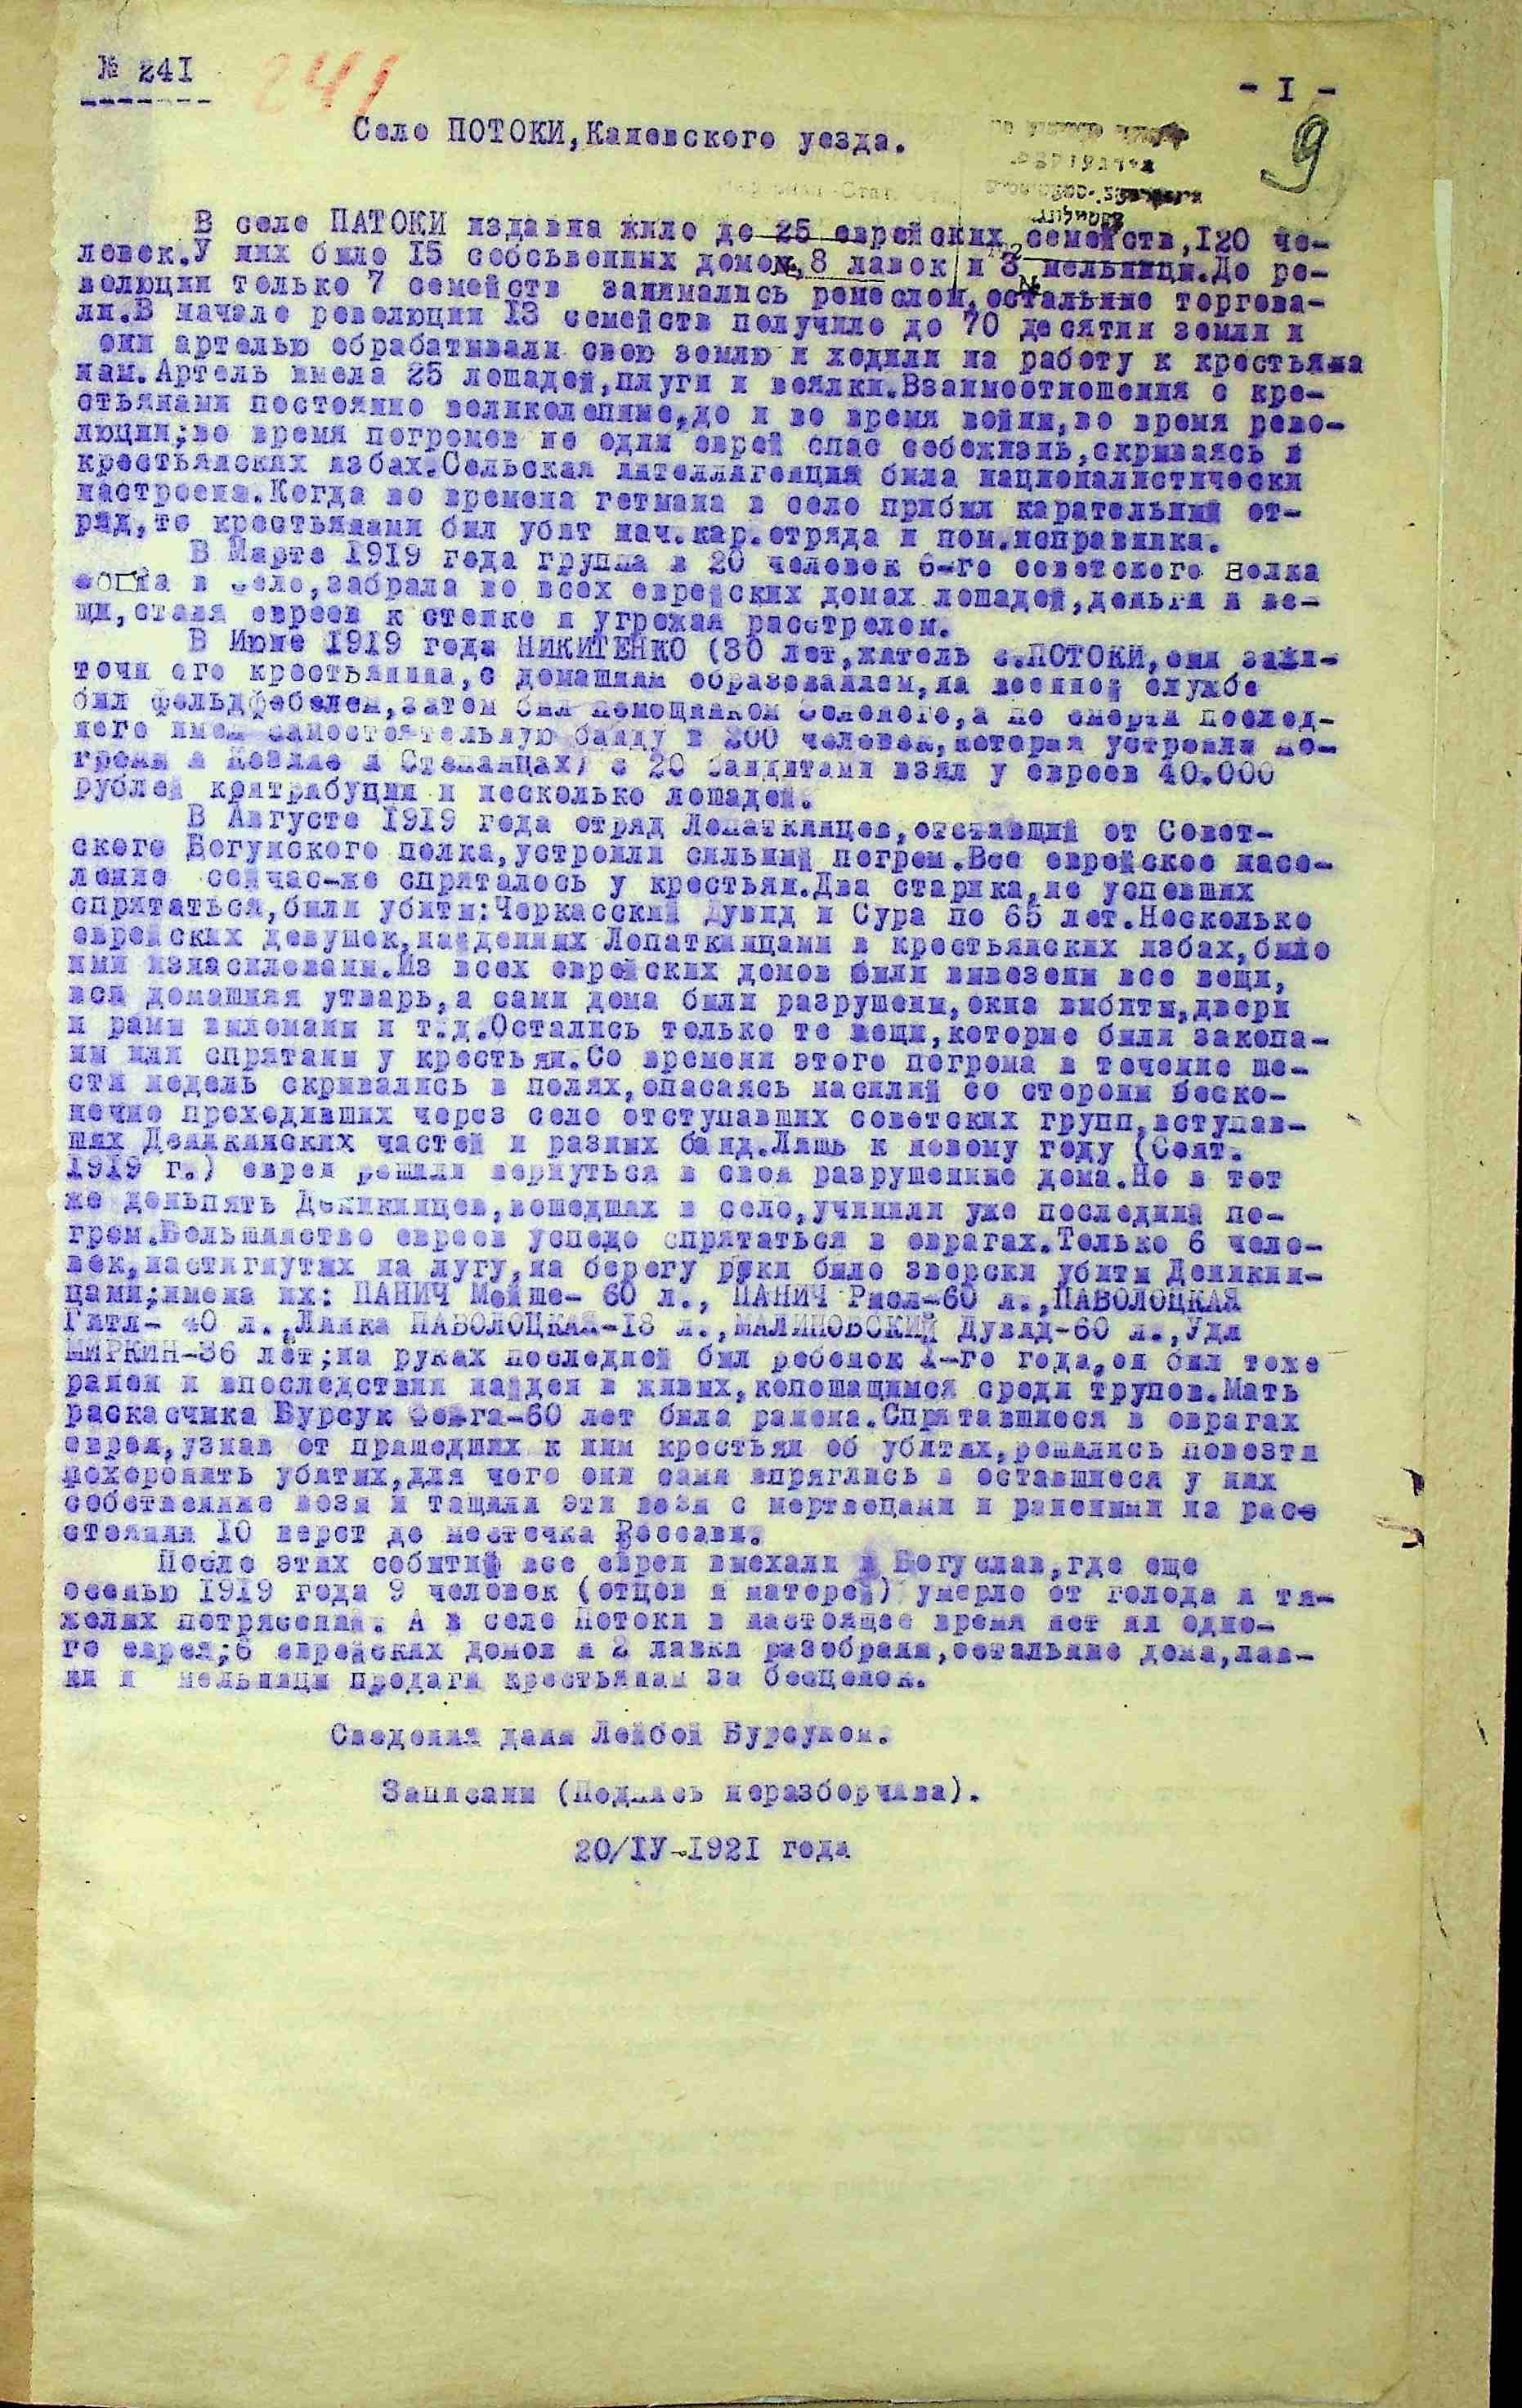 № 241
241
- I -
9
Село ПОТОКИ, Каневского уезда.
В селе ПАТОКИ издавна жило до 25 еврейских семейств, 120 че-
ловек. У них было 15 собсьвенных домов, 8 лавок и 3 мельницы. До ре-
волюции только 7 семейств занимались ремеслом, остальные торгова-
ли. В начале революции 13 семейств получило до 70 десятин земли и
они артелью обрабатывали свою землю и ходили на работу к крестьяна
нам. Артель имела 25 лошадей, плуги и веялки. Взаимоотношения с кре-
стьянами постоянно великолепные, до и во время войны, во время рево-
люции; во время погромов не один еврей спас себежизнь, скрываясь в
крестьянских избах. Сельская интеллигенция была националистически
настроена. Когда во времена гетмана в село прибыл карательный от-
ряд, то крестьянами был убит нач.кар.отряда и пом.исправника.
В Марте 1919 года группа в 20 человек 6-го советского полка
вошла в село, забрала во всех еврейских домах лошадей, деньги и ве-
щи, ставя евреев к стенке и угрожая расстрелом.
В Июне 1919 года НИКИТЕНКО (30 лет, житель с.ПОТОКИ, сын зажи-
точн ого крестьянина, с домашним образованием, на военной службе
был фельдфебелем, затем был помощником Зеленого, а по смерти послед-
него имел самостоятельную банду в 300 человек, которая устроила по-
громы в Козине и Степанцах) с 20 бандитами взял у евреев 40.000
рублей крнтрибуции и несколько лошадей.
В Августе 1919 года отряд Лопаткинцев, отставший от Совет-
ского Богунского полка, устроили сильный погром. Все еврейское насе-
ление сейчас-же спряталось у крестьян. Два старика, не успевших
спрятаться, были убиты: Черкасский Дувид и Сура по 65 лет. Несколько
еврейских девушек, найденных Лопаткинцами в крестьянских избах, было
ими изнасиловано. Из всех еврейских домов были вывезены все вещи,
вся домашняя утварь, а сами дома были разрушены, окна выбиты, двери
и рамы выломаны и т.д. Остались только те вещи, которые были закопа-
ны или спрятаны у крестьян. Со времени этого погрома в течение ше-
сти недель скрывались в полях, опасаясь насилий со стороны беско-
нечно проходивших через село отступавших советских групп, вступав-
ших Деникинских частей и разных банд. Лишь к новому году (Сент.
1919 г.) евреи решили вернуться в свои разрушенные дома. Но в тот
же деньпять Деникинцев, вошедших в село, учинили уже последний по-
гром. Большинство евреев успело спрятаться в оврагах. Только 6 чело-
век, настигнутых на лугу, на берегу реки было зверски убиты Деникин-
цами; имена их: ПАНИЧ Мойше- 60 л., ПАНИЧ Рися-60 л., ПАВОЛОЦКАЯ
Гитл- 40 л., Ливка ПАВОЛОЦКАЯ-18 л., МАЛИНОВСКИЙ Дувид-60 л., Удл
МИРКИН-36 лет; на руках последней был ребенок 1-го года, он был тоже
ранен и впоследствии найден в живых, копошащимся среди трупов. Мать
раскасчика Бурсук Фейга-60 лет была ранена. Спрятавшиеся в оврагах
евреи, узнав от пришедших к ним крестьян об убитых, решились повезти
похоронить убитых, для чего они сами впряглись в оставшиеся у них
собственные возы и тащили эти возы с мертвецами и ранеными на расс
стоянии 10 верст до местечка Россави.
После этих событий все евреи выехали в Богуслав, где еще
осенью 1919 года 9 человек (отцов и матерей) умерло от голода и тя-
желых потрясений. А в селе Потоки в настоящее время нет ни одно-
го еврея; 6 еврейских домов и 2 лавки разобрали, остальные дома, лав-
ки и мельницы продаги крестьянам за бесценок.
Сведения даны Лейбой Бурсуком.
Записаны (Подпись неразборчива).
20/IУ-1921 года